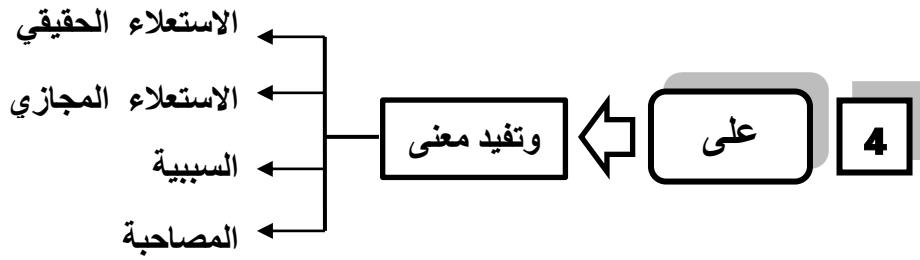 4
على
وتفيد معنى
الاستعلاء الحقيقي
الاستعلاء المجازي
السببية
المصاحبة